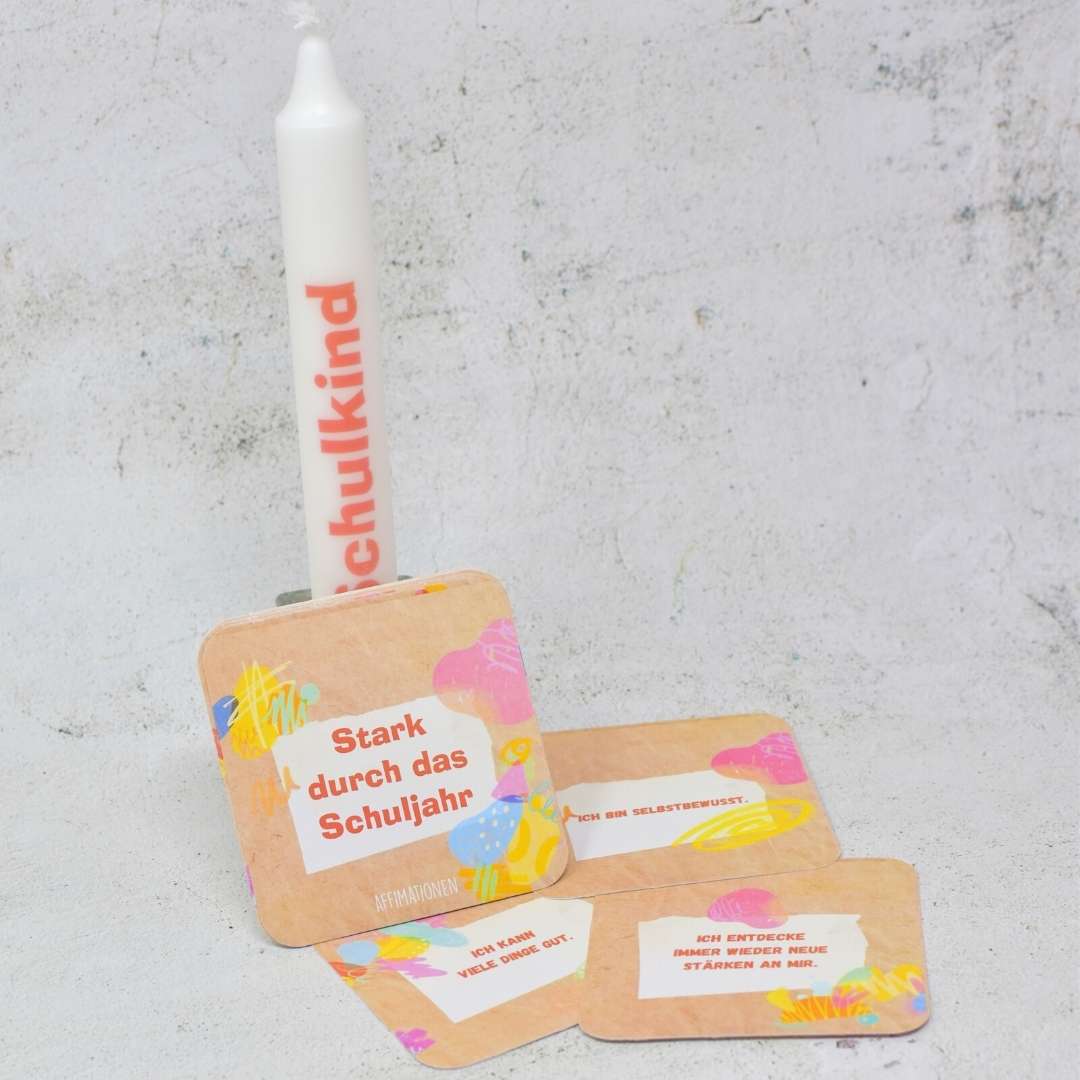 schulkind
Stark
durch das
Schuljahr
AFFIMATIONEN
ICH BIN SELBSTBEWUSST.
ICH KANN
VIELE DINGE GUT.
ICH ENTDECKE
IMMER WIEDER NEUE
STÄRKEN AN MIR.